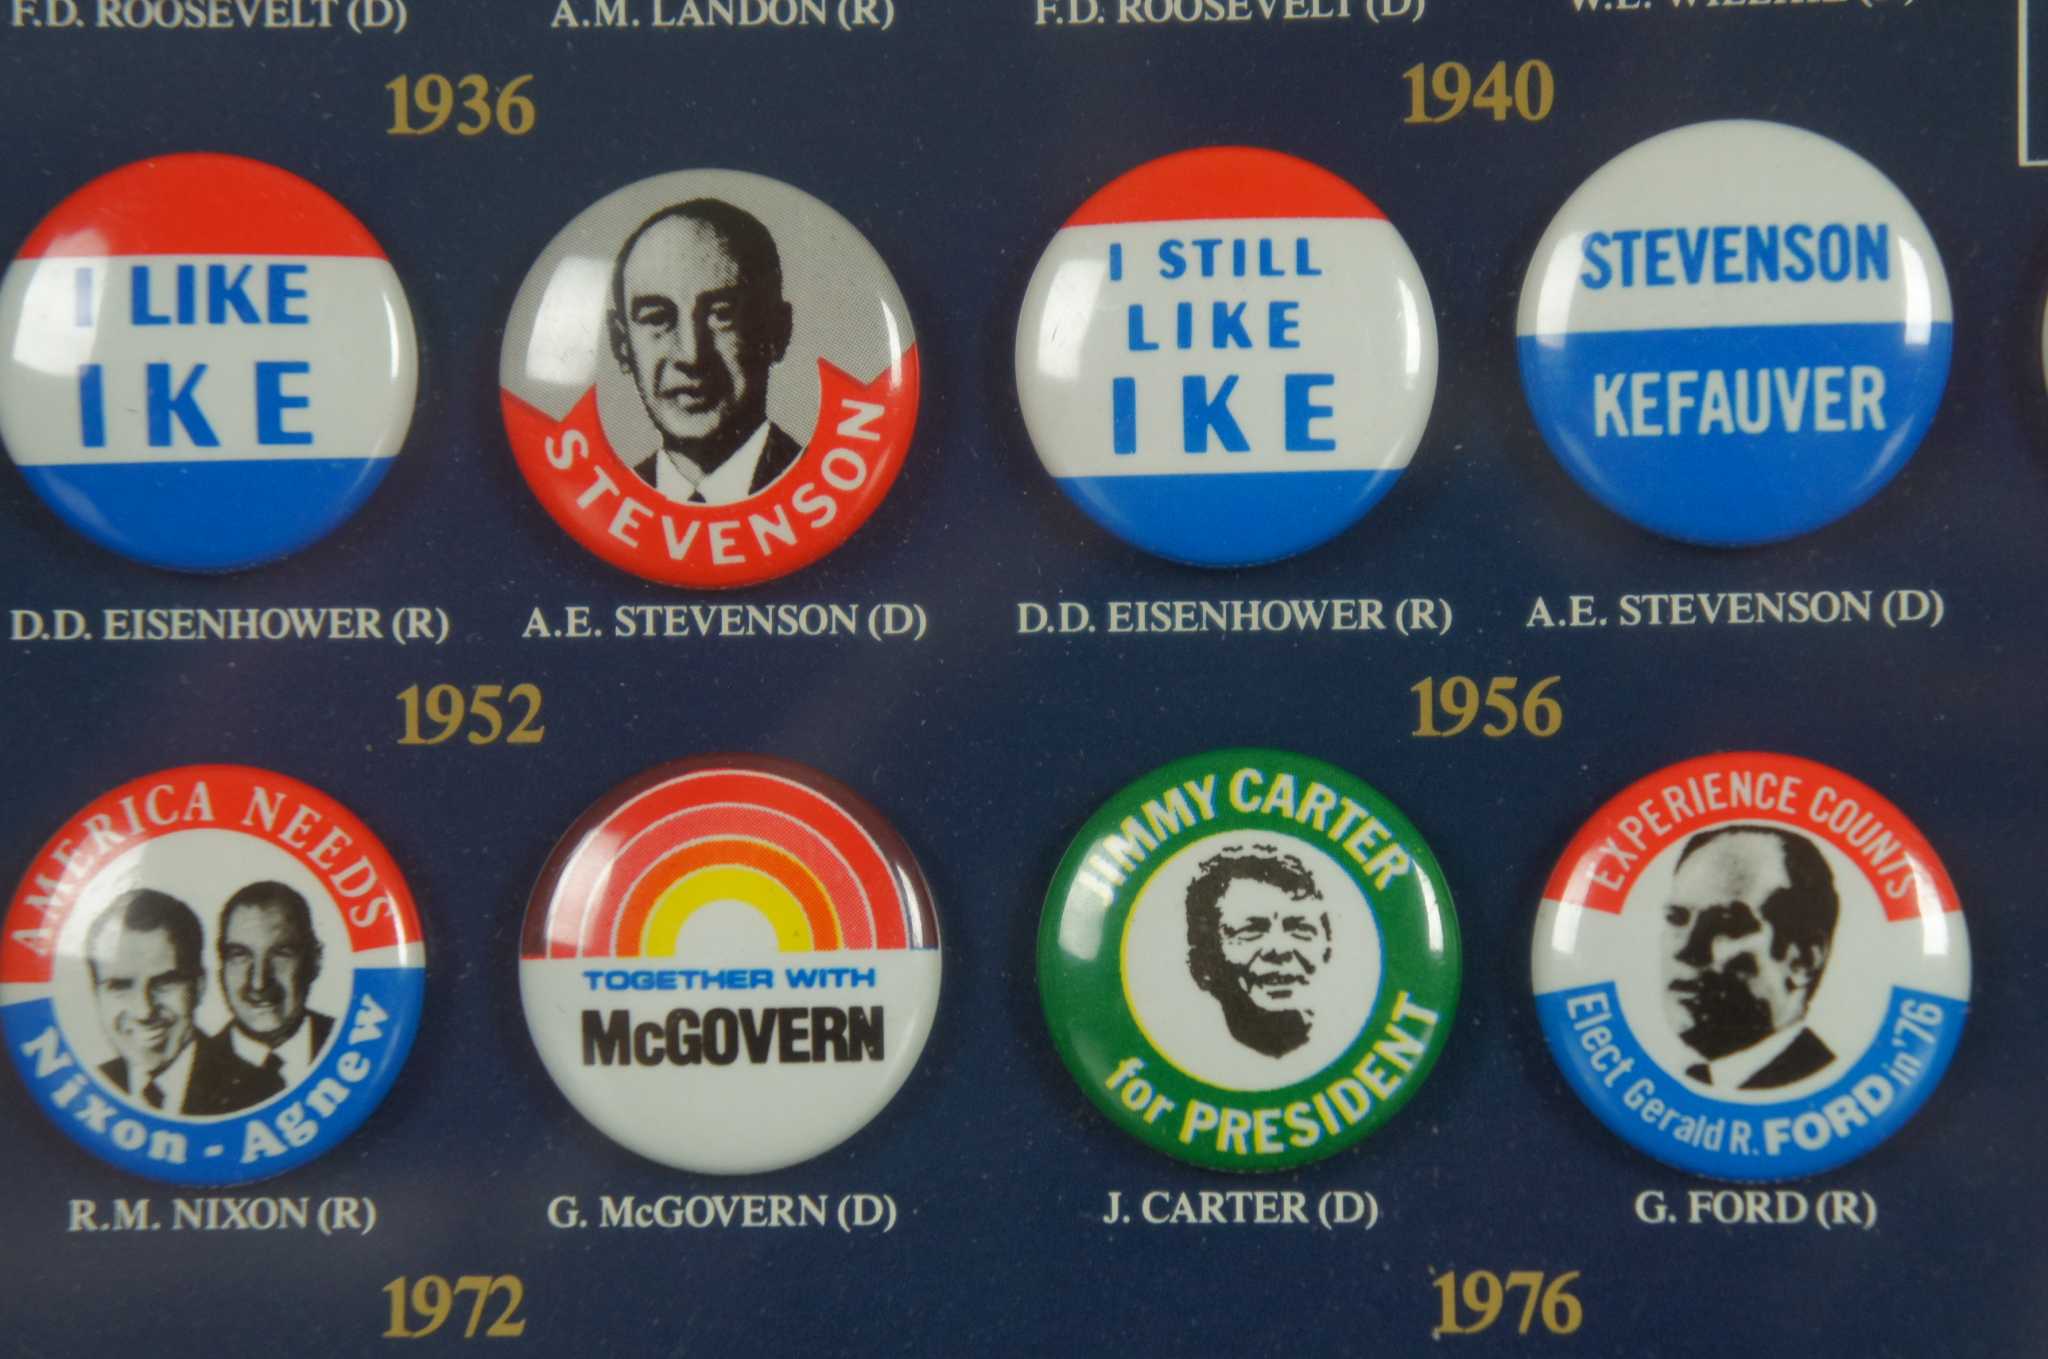 F.D. ROOSEVELT (D)
A.M. LANDON (R)
F.D. ROOSEVELT (D)
1936
1940
I LIKE
IKE
STEVENSON
I STILL
LIKE
IKE
STEVENSON
KEFAUVER
D.D. EISENHOWER (R)
A.E. STEVENSON (D)
D.D. EISENHOWER (R)
A.E. STEVENSON (D)
1952
1956
AMERICA NEEDS
Nixon - Agnew
TOGETHER WITH
McGOVERN
JIMMY CARTER
for PRESIDENT
EXPERIENCE COUNTS
Elect Gerald R. FORD in '76
R.M. NIXON (R)
G. McGOVERN (D)
J. CARTER (D)
G. FORD (R)
1972
1976